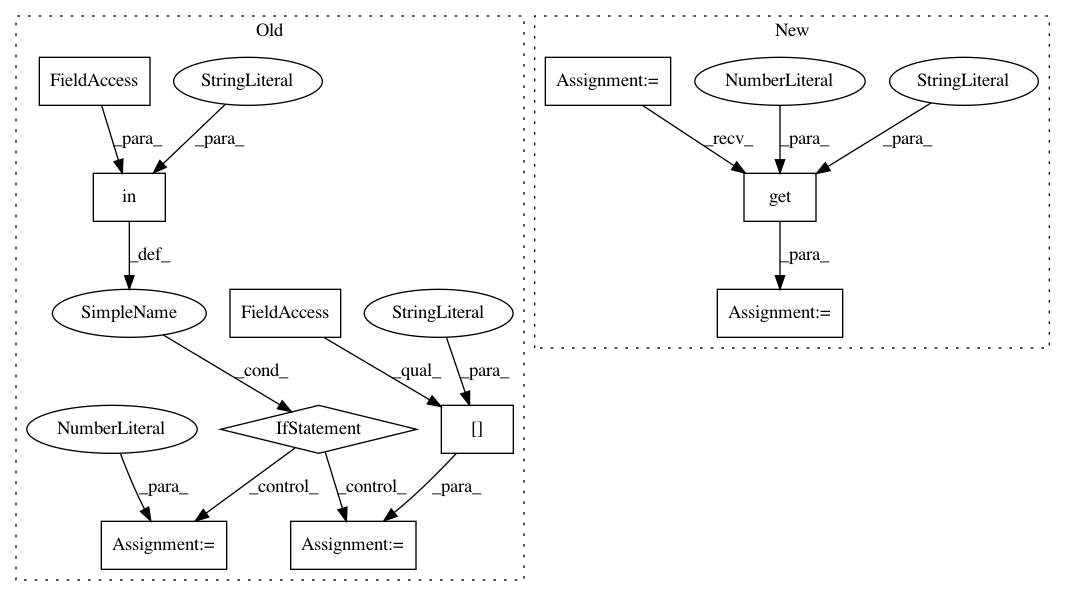 Old
New
FieldAccess
StringLiteral
Assignment:=
NumberLiteral
StringLiteral
_para_
_para_
_recv_
_para_
_para_
in
get
_def_
_para_
SimpleName
FieldAccess
StringLiteral
Assignment:=
_cond_
_qual_
_para_
NumberLiteral
IfStatement
[]
_para_
_control_
_control_
_para_
Assignment:=
Assignment:=